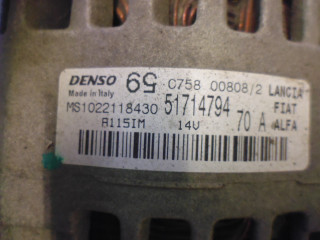 DENSO 59 C758 00808/2 LANCIA
Made in Italy
MS1022118430 51714794 FIAT
A115IM 14V 70 A ALFA